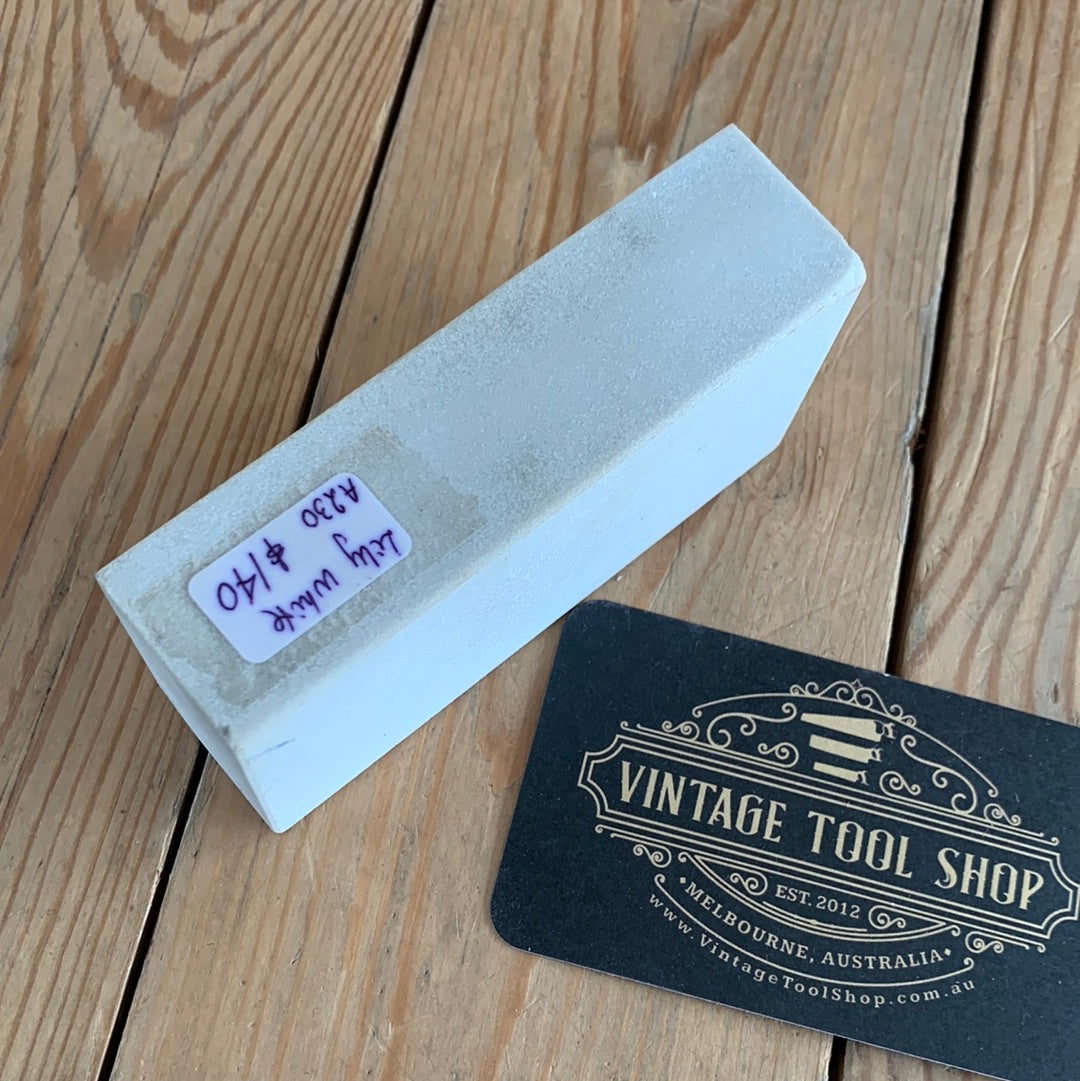 Lily White
A230 $140
VINTAGE TOOL SHOP
EST. 2012
•MELBOURNE, AUSTRALIA•
www.VintageToolShop.com.au